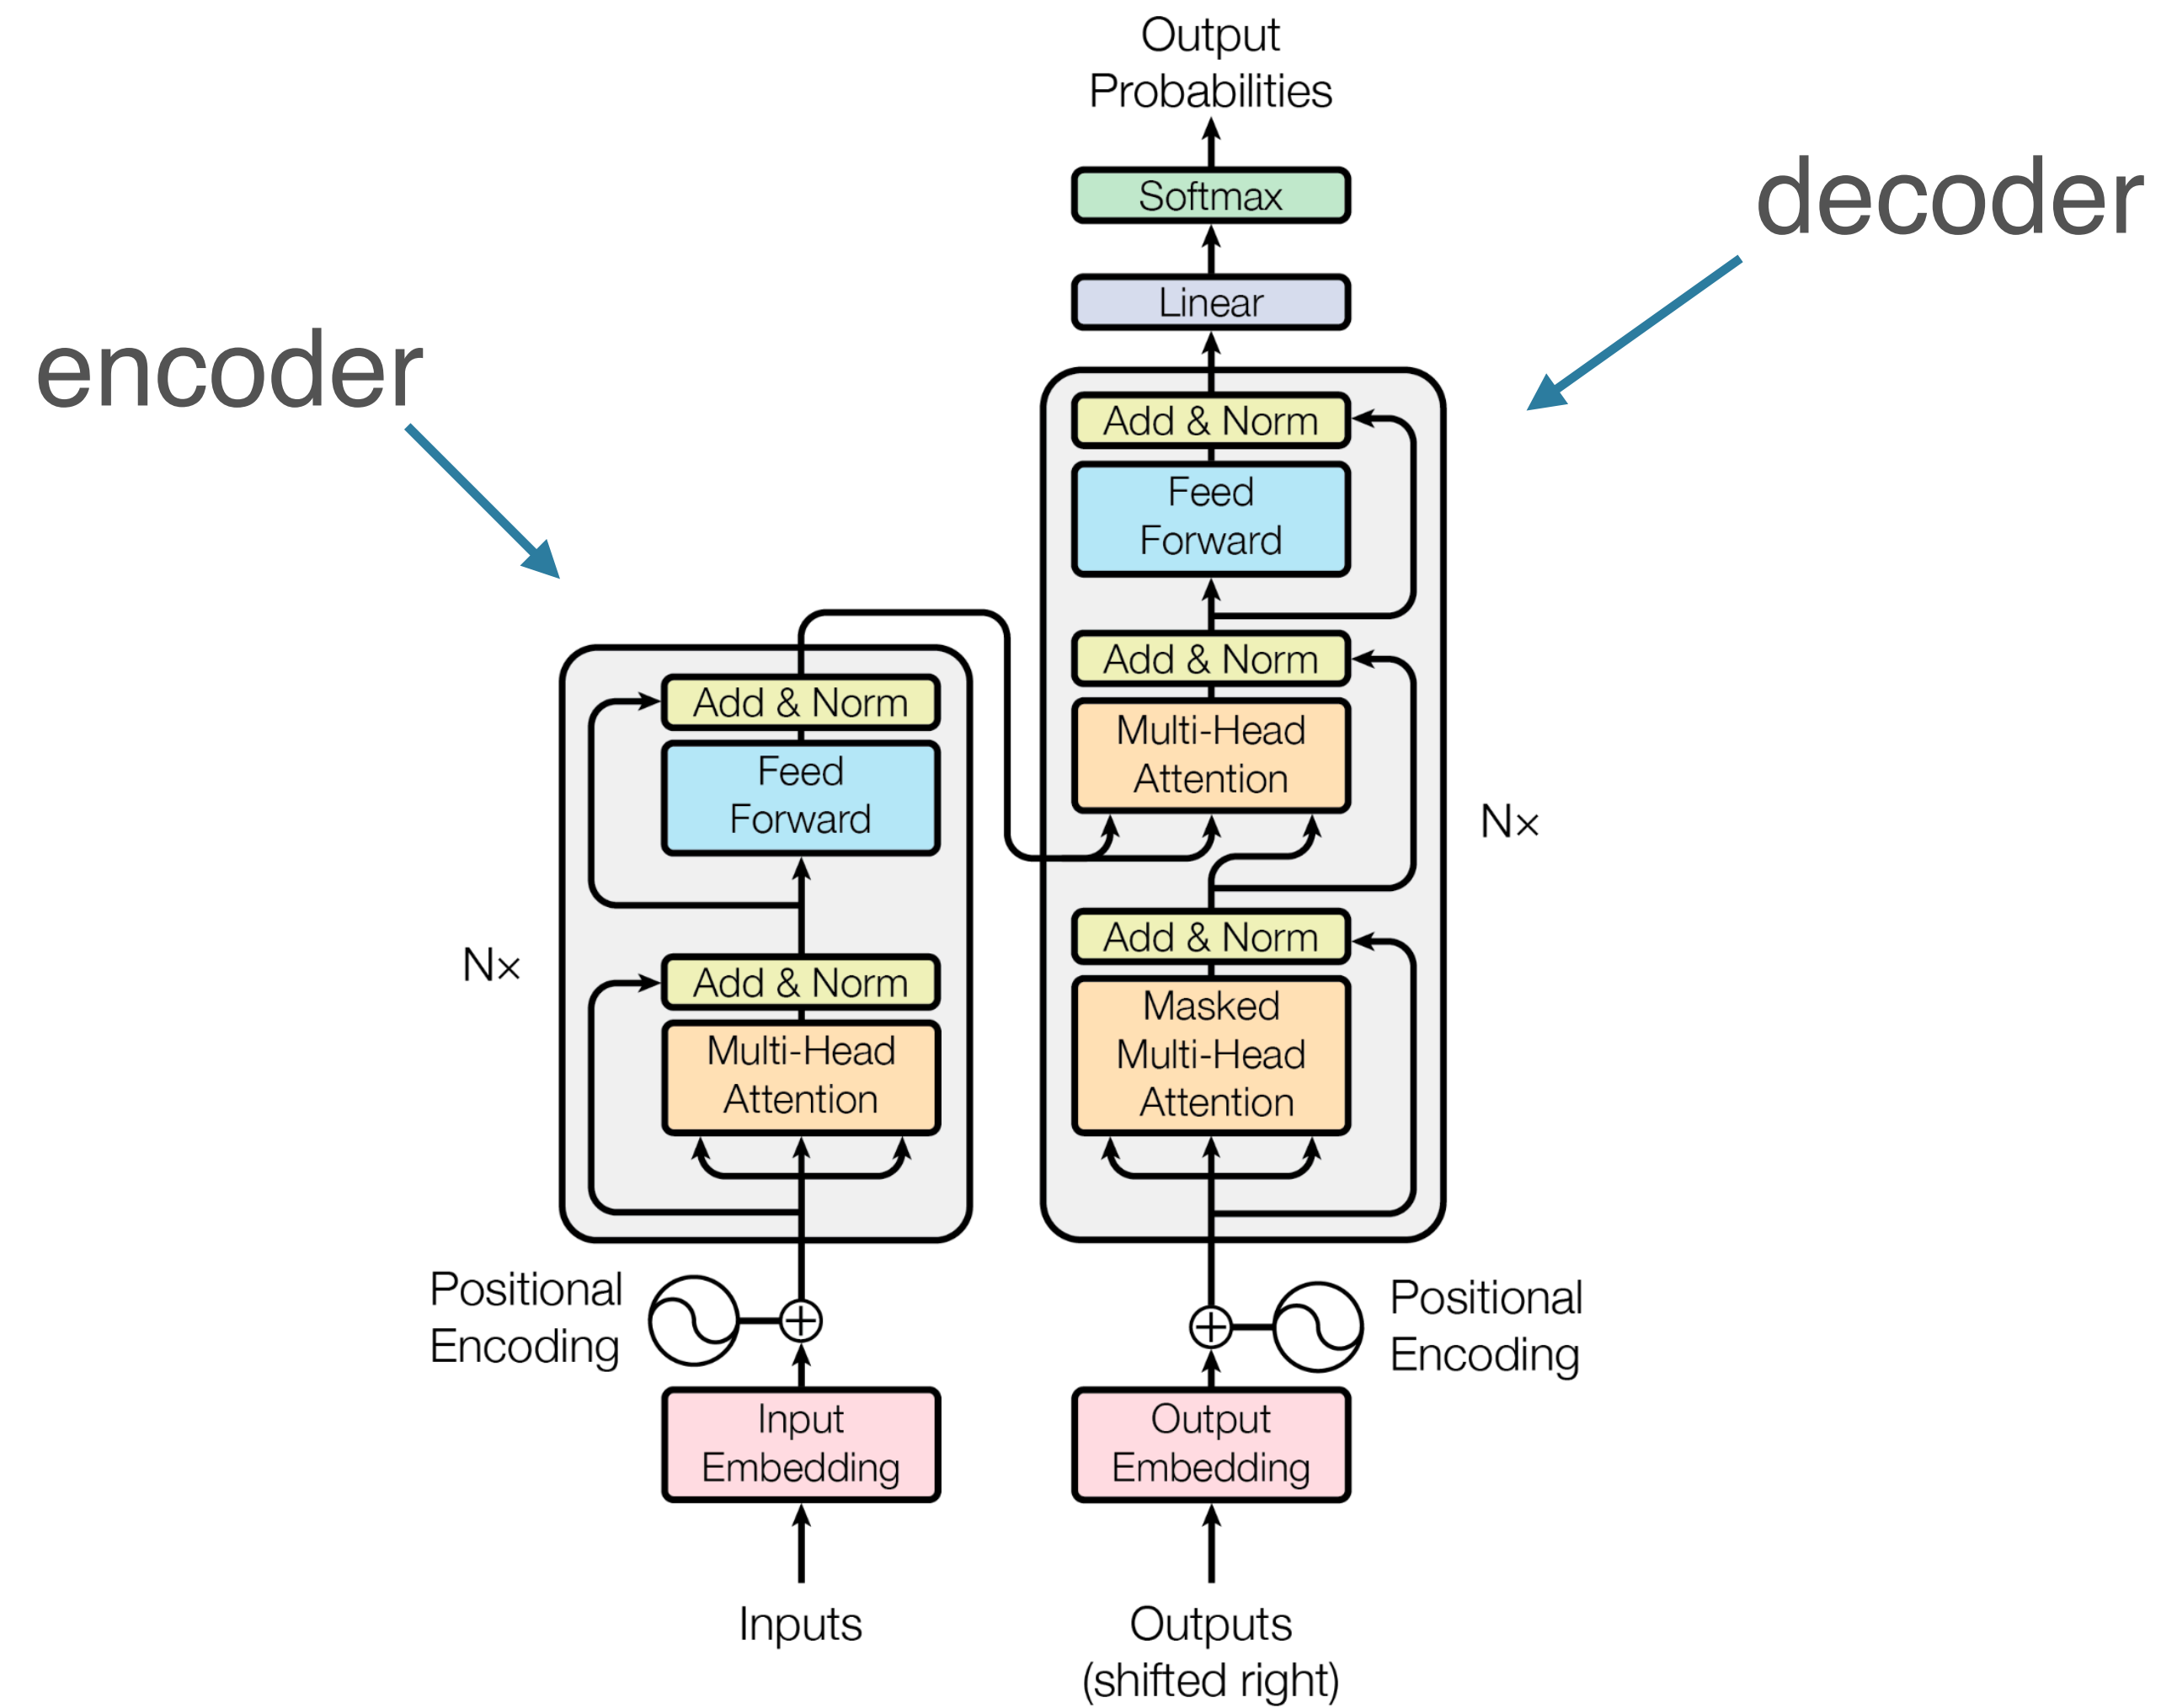 Output
Probabilities
Softmax
decoder
Linear
encoder
Add & Norm
Feed
Forward
Add & Norm
Multi-Head
Attention
Nx
Add & Norm
Masked
Multi-Head
Attention
Add & Norm
Feed
Forward
Nx
Add & Norm
Multi-Head
Attention
Positional
Encoding
Positional
Encoding
Input
Embedding
Output
Embedding
Inputs
Outputs
(shifted right)